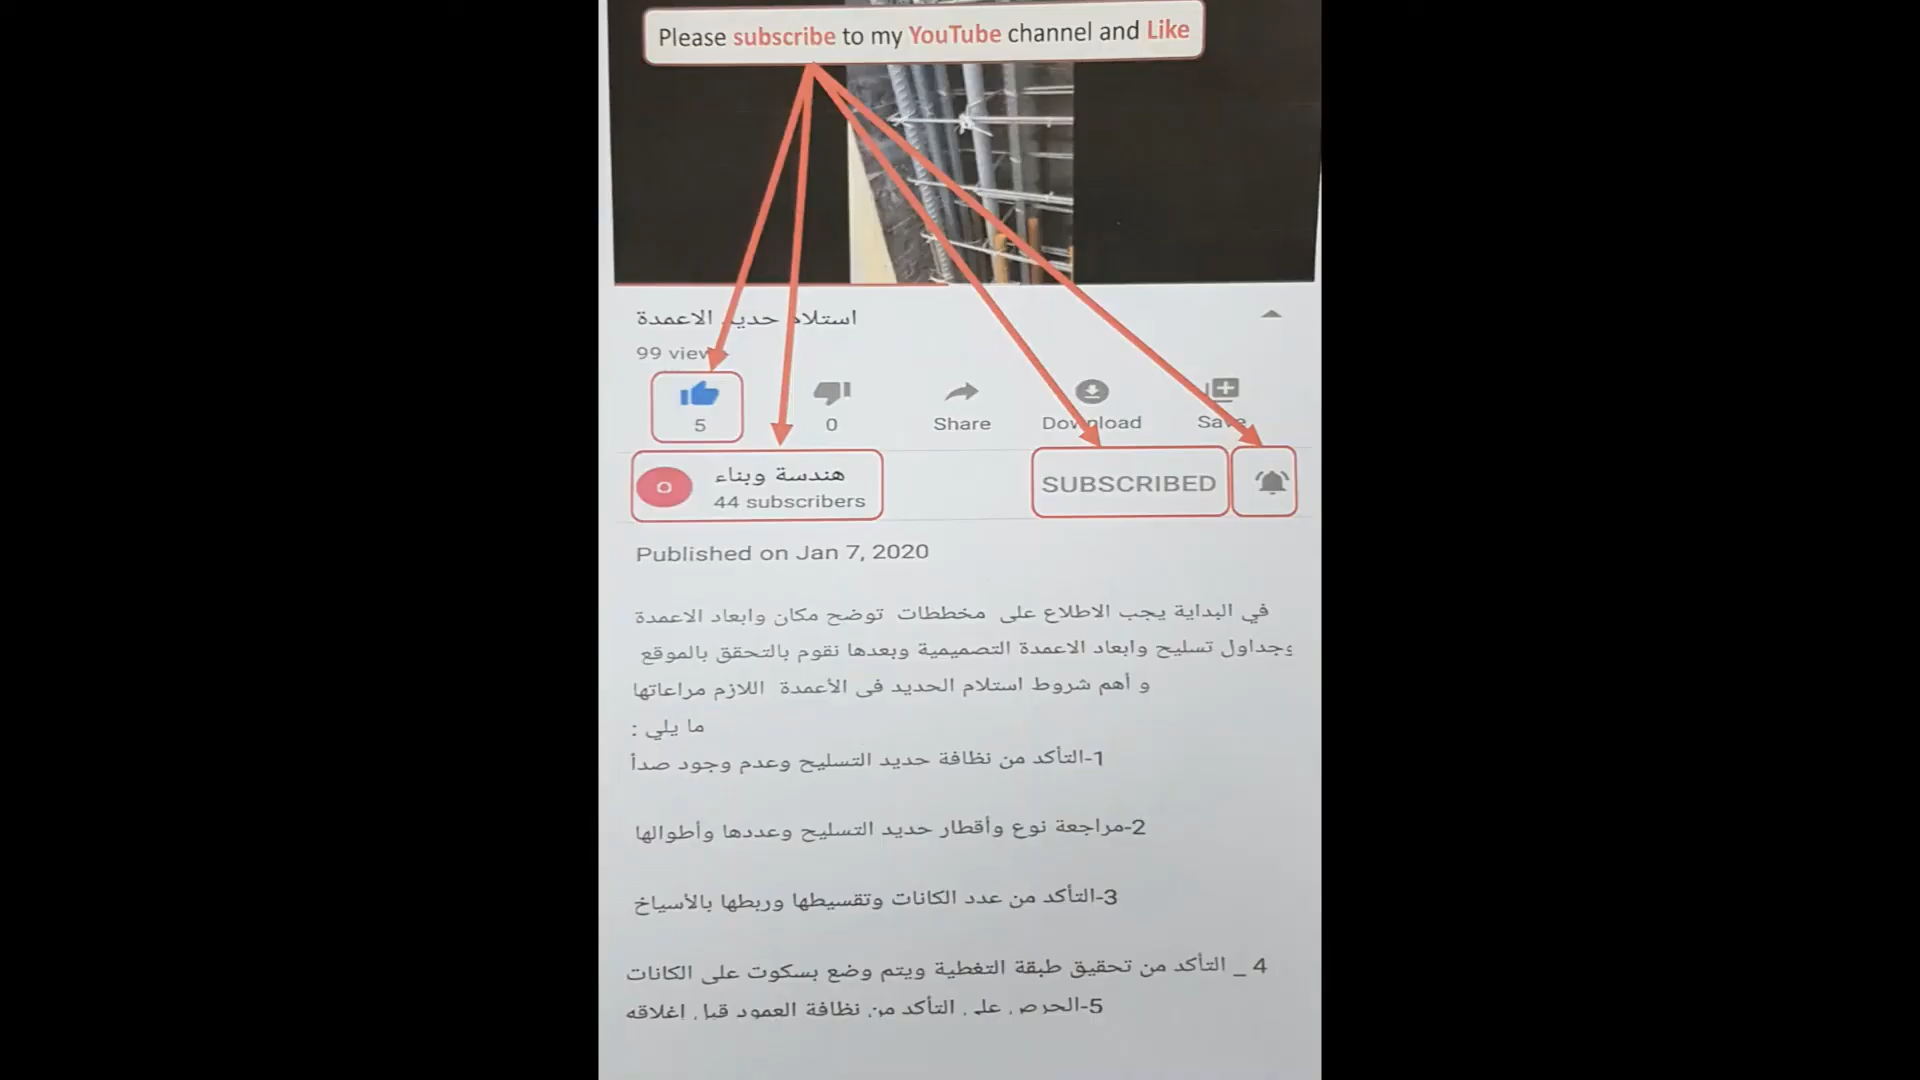 Please subscribe to my YouTube channel and Like
استلام حديد الاعمدة
99 views
5
0
Share
Download
Save
هندسة وبناء
44 subscribers
SUBSCRIBED
Published on Jan 7, 2020
في البداية يجب الاطلاع على مخططات توضح مكان وابعاد الاعمدة
وجداول تسليح وابعاد الاعمدة التصميمية وبعدها نقوم بالتحقق بالموقع
و أهم شروط استلام الحديد فى الأعمدة اللازم مراعاتها
ما يلي :
1-التأكد من نظافة حديد التسليح وعدم وجود صدأ
2-مراجعة نوع وأقطار حديد التسليح وعددها وأطوالها
3-التأكد من عدد الكانات وتقسيطها وربطها بالأسياخ
4 _ التأكد من تحقيق طبقة التغطية ويتم وضع بسكوت على الكانات
5-الحرص على التأكد من نظافة العمود قبل اغلاقه